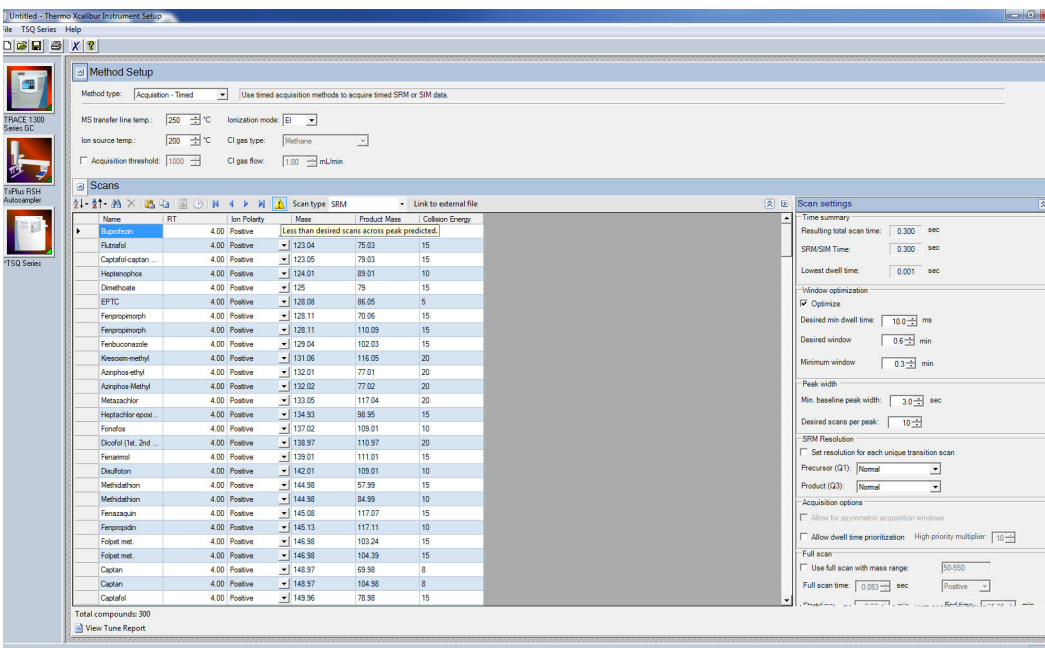 Untitled - Thermo Xcalibur Instrument Setup
File TSQ Series Help
TRACE 1300
Series GC
TriPlus RSH
Autosampler
*TSQ Series
Method Setup
Method type: Acquisition - Timed Use timed acquisition methods to acquire timed SRM or SIM data.
MS transfer line temp.: 250 °C Ionization mode: EI
Ion source temp.: 200 °C CI gas type: Methane
Acquisition threshold: 1000 CI gas flow: 1.00 mL/min
Scans
Scan type SRM Link to external file
Name RT Ion Polarity Mass Product Mass Collision Energy
Buprofezin 4.00 Positive Less than desired scans across peak predicted.
Flutriafol 4.00 Positive 123.04 75.03 15
Captafol-captan ... 4.00 Positive 123.05 79.03 15
Heptenophos 4.00 Positive 124.01 89.01 10
Dimethoate 4.00 Positive 125 79 15
EPTC 4.00 Positive 128.08 86.05 5
Fenpropimorph 4.00 Positive 128.11 70.06 15
Fenpropimorph 4.00 Positive 128.11 110.09 15
Fenbuconazole 4.00 Positive 129.04 102.03 15
Kresoxim-methyl 4.00 Positive 131.06 116.05 20
Azinphos-ethyl 4.00 Positive 132.01 77.01 20
Azinphos-Methyl 4.00 Positive 132.02 77.02 20
Metazachlor 4.00 Positive 133.05 117.04 20
Heptachlor epoxi... 4.00 Positive 134.93 98.95 15
Fonofos 4.00 Positive 137.02 109.01 10
Dicofol (1st, 2nd ... 4.00 Positive 138.97 110.97 20
Fenarimol 4.00 Positive 139.01 111.01 15
Disulfoton 4.00 Positive 142.01 109.01 10
Methidathion 4.00 Positive 144.98 57.99 15
Methidathion 4.00 Positive 144.98 84.99 10
Fenazaquin 4.00 Positive 145.08 117.07 15
Fenpropidin 4.00 Positive 145.13 117.11 10
Folpet met. 4.00 Positive 146.98 103.24 15
Folpet met. 4.00 Positive 146.98 104.39 15
Captan 4.00 Positive 148.97 69.98 8
Captan 4.00 Positive 148.97 104.98 8
Captafol 4.00 Positive 149.96 78.98 15
Total compounds: 300
View Tune Report
Scan settings
Time summary
Resulting total scan time: 0.300 sec
SRM/SIM Time: 0.300 sec
Lowest dwell time: 0.001 sec
Window optimization
Optimize
Desired min dwell time: 10.0 ms
Desired window 0.6 min
Minimum window 0.3 min
Peak width
Min. baseline peak width: 3.0 sec
Desired scans per peak: 10
SRM Resolution
Set resolution for each unique transition scan
Precursor (Q1): Normal
Product (Q3): Normal
Acquisition options
Allow for asymmetric acquisition windows
Allow dwell time prioritization High priority multiplier: 10
Full scan
Use full scan with mass range: 50-550
Full scan time: 0.083 sec Positive